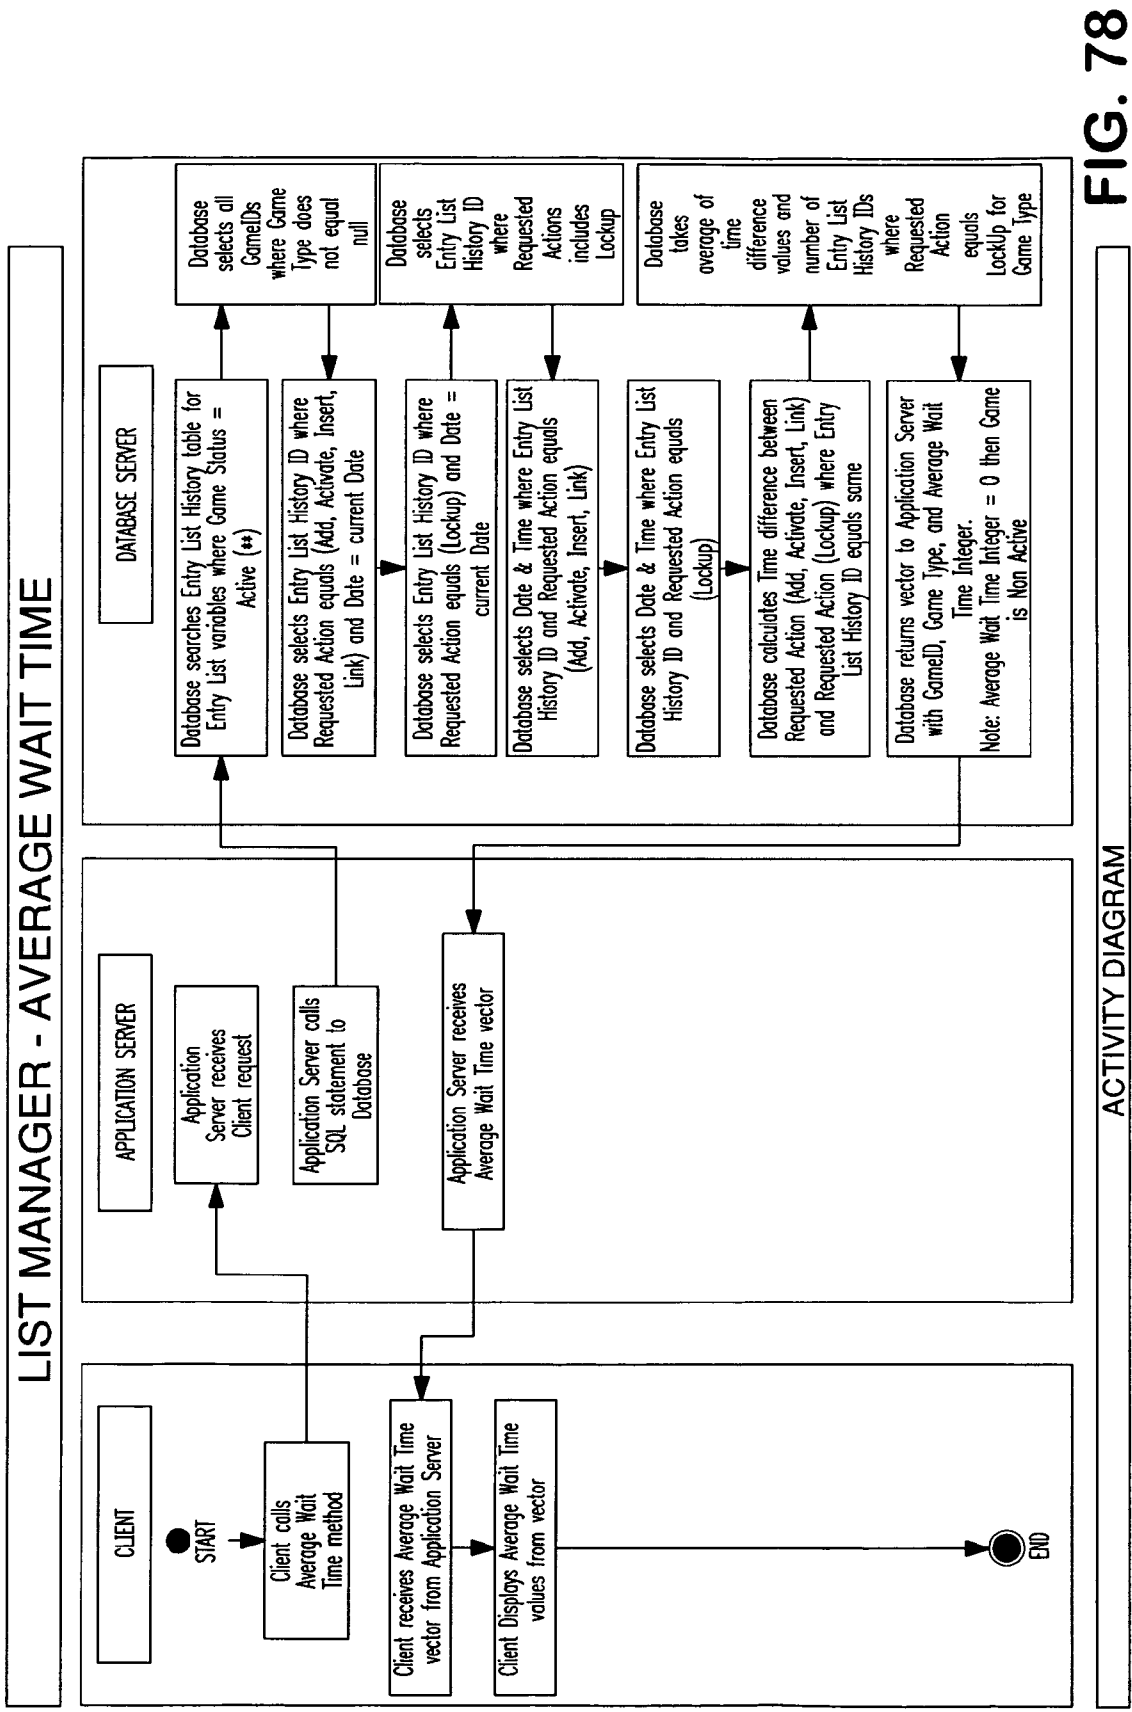 LIST MANAGER - AVERAGE WAIT TIME
CLIENT
START
Client calls
Average Wait
Time method
Client receives Average Wait Time
vector from Application Server
Client Displays Average Wait Time
values from vector
END
APPLICATION SERVER
Application
Server receives
Client request
Application Server calls
SQL statement to
Database
Application Server receives
Average Wait Time vector
DATABASE SERVER
Database searches Entry List History table for
Entry List variables where Game Status =
Active (**)
Database selects Entry List History ID where
Requested Action equals (Add, Activate, Insert,
Link) and Date = current Date
Database selects Entry List History ID where
Requested Action equals (Lockup) and Date =
current Date
Database selects Date & Time where Entry List
History ID and Requested Action equals
(Add, Activate, Insert, Link)
Database selects Date & Time where Entry List
History ID and Requested Action equals
(Lockup)
Database calculates Time difference between
Requested Action (Add, Activate, Insert, Link)
and Requested Action (Lockup) where Entry
List History ID equals same
Database returns vector to Application Server
with GameID, Game Type, and Average Wait
Time Integer.
Note: Average Wait Time Integer = 0 then Game
is Non Active
Database
selects all
GameIDs
where Game
Type does
not equal
null
Database
selects
Entry List
History ID
where
Requested
Actions
includes
Lockup
Database
takes
average of
time
difference
values and
number of
Entry List
History IDs
where
Requested
Action
equals
LockUp for
Game Type
ACTIVITY DIAGRAM
FIG. 78